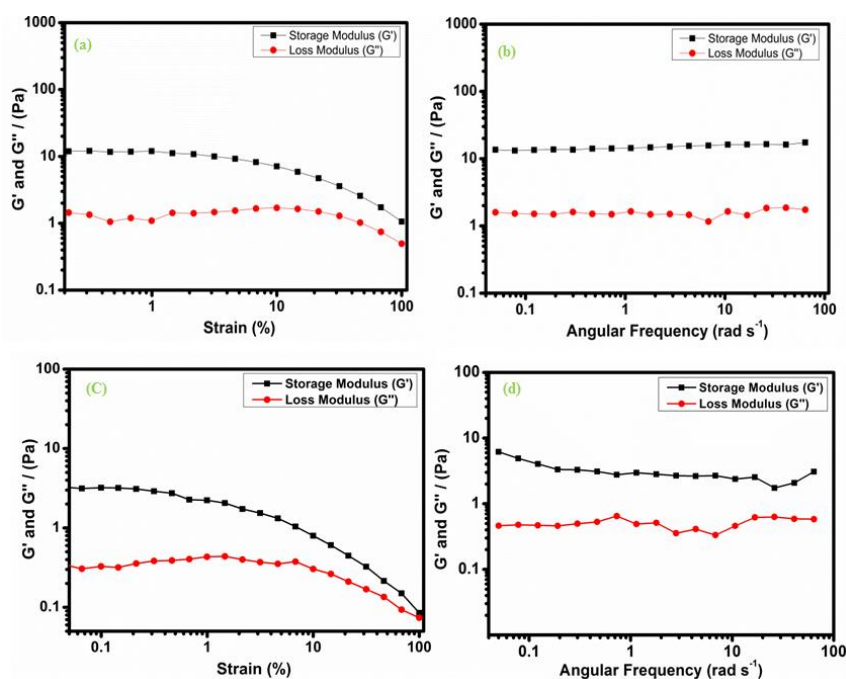 (a)
Storage Modulus (G')
Loss Modulus (G'')
1000
100
10
1
0.1
G' and G'' / (Pa)
1
10
100
Strain (%)
(b)
Storage Modulus (G')
Loss Modulus (G'')
1000
100
10
1
0.1
G' and G'' / (Pa)
0.1
1
10
100
Angular Frequency (rad s⁻¹)
(C)
Storage Modulus (G')
Loss Modulus (G'')
100
10
1
0.1
G' and G'' / (Pa)
0.1
1
10
100
Strain (%)
(d)
Storage Modulus (G')
Loss Modulus (G'')
100
10
1
0.1
G' and G'' / (Pa)
0.1
1
10
100
Angular Frequency (rad s⁻¹)